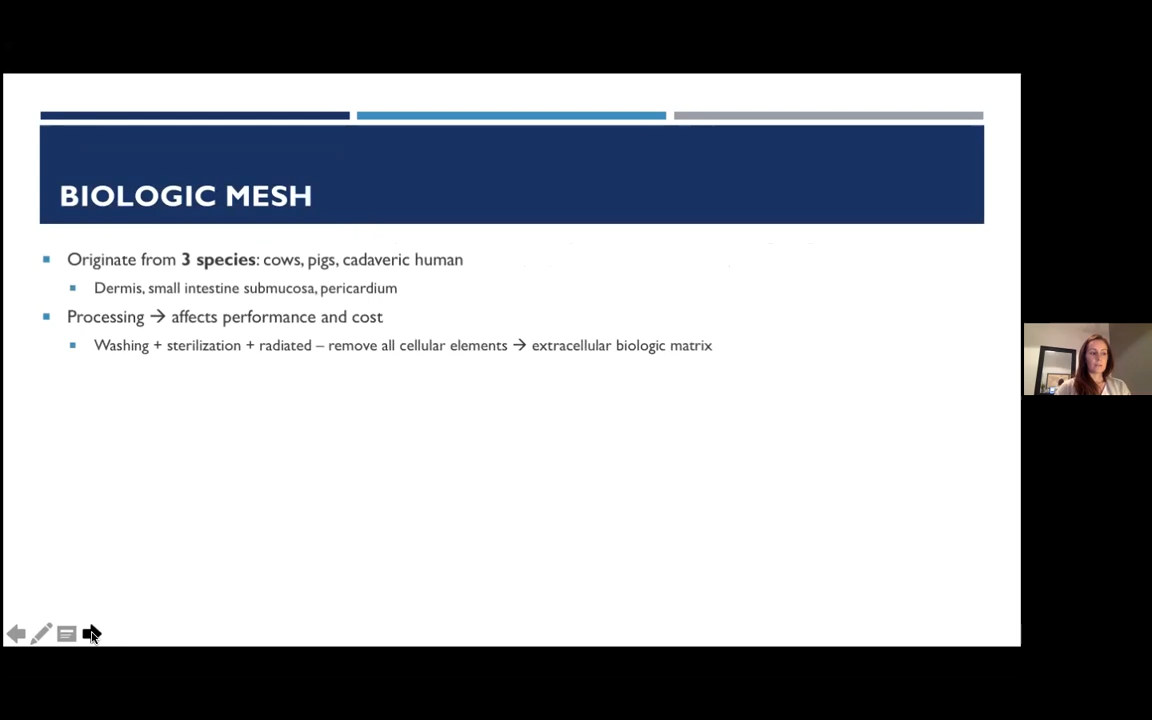 BIOLOGIC MESH
Originate from 3 species: cows, pigs, cadaveric human
Dermis, small intestine submucosa, pericardium
Processing → affects performance and cost
Washing + sterilization + radiated – remove all cellular elements → extracellular biologic matrix